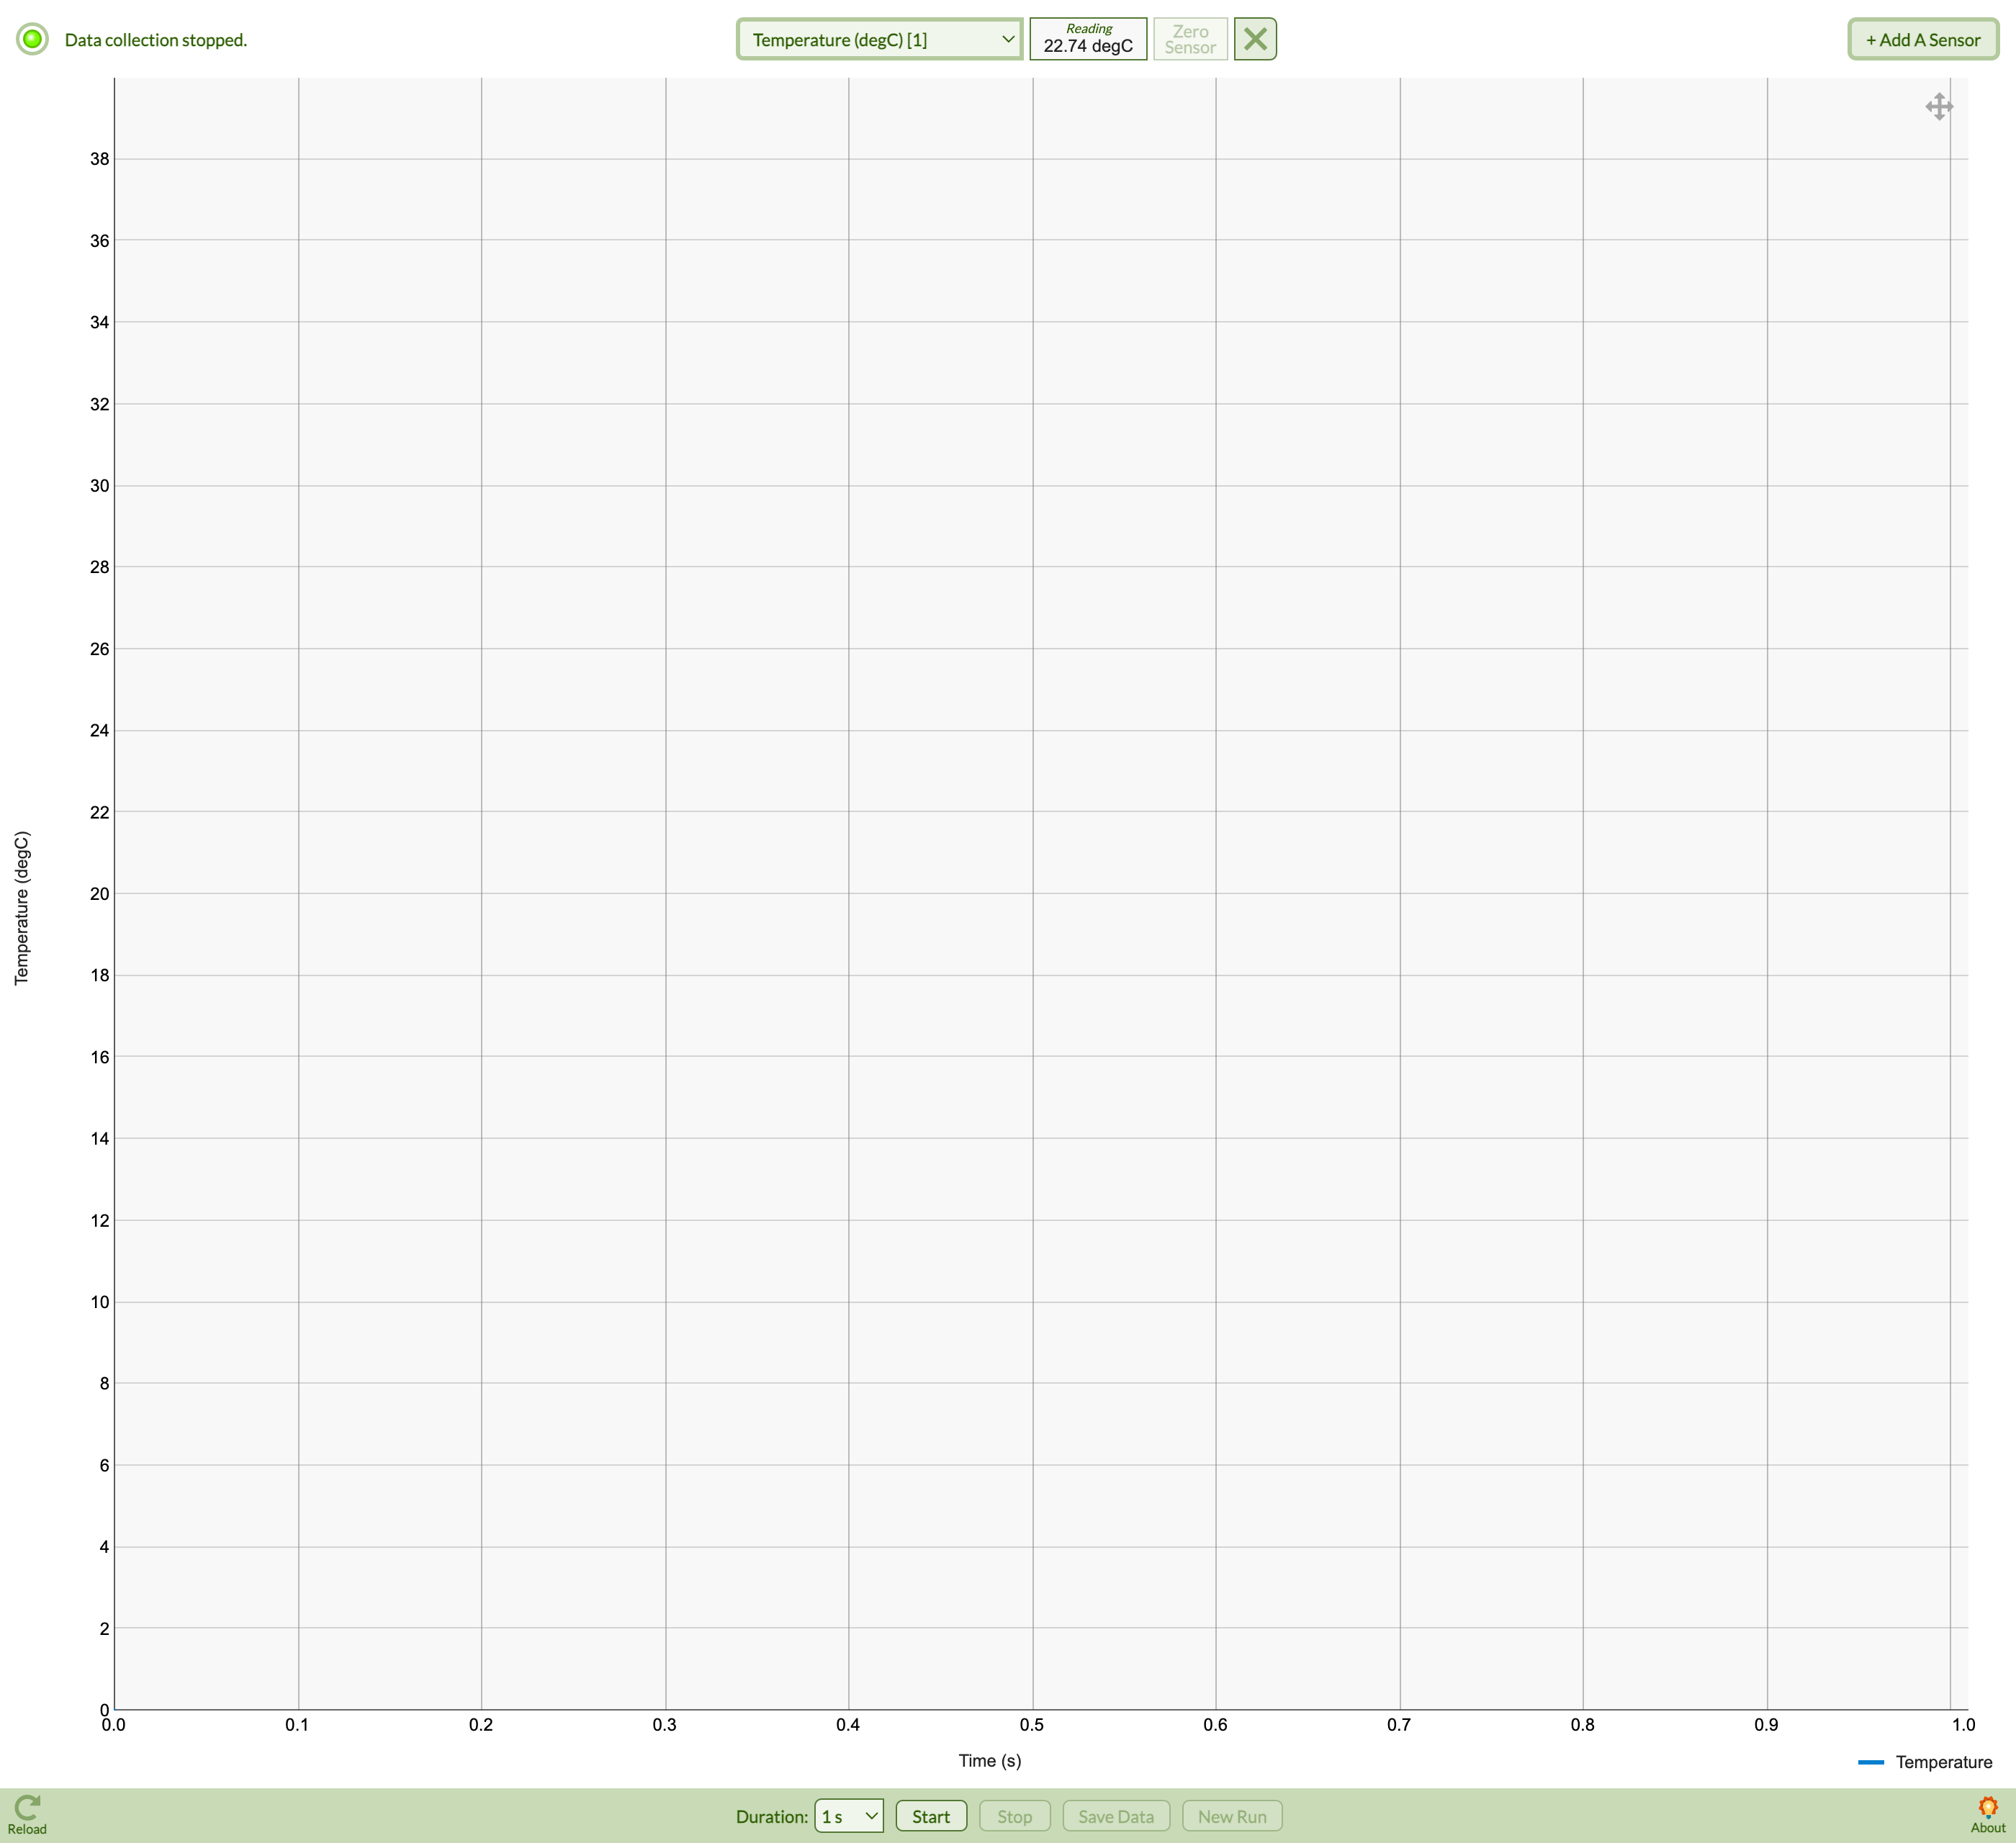 Data collection stopped.
Temperature (degC) [1]
Reading
22.74 degC
Zero
Sensor
+ Add A Sensor
38
36
34
32
30
28
26
24
22
20
18
16
14
12
10
8
6
4
2
0
Temperature (degC)
0.0 0.1 0.2 0.3 0.4 0.5 0.6 0.7 0.8 0.9 1.0
Time (s)
Temperature
Reload
Duration: 1 s Start Stop Save Data New Run
About